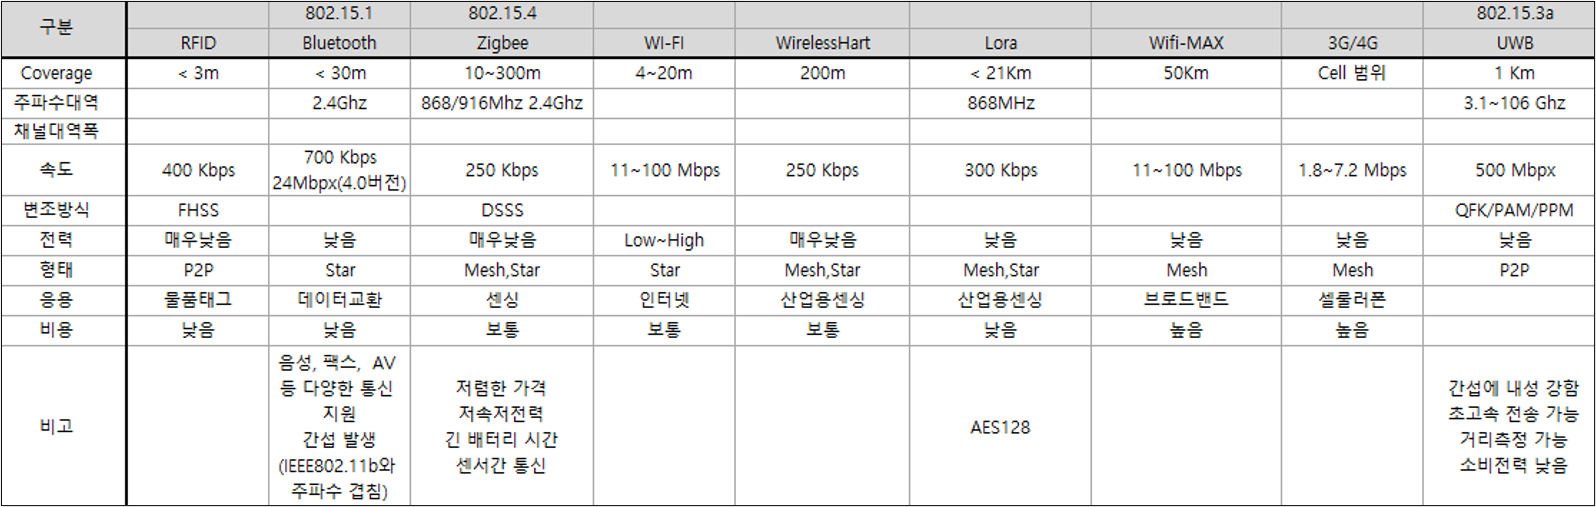 구분 802.15.1 802.15.4 802.15.3a
RFID Bluetooth Zigbee WI-FI WirelessHart Lora Wifi-MAX 3G/4G UWB
Coverage < 3m < 30m 10~300m 4~20m 200m < 21Km 50Km Cell 범위 1 Km
주파수대역 2.4Ghz 868/916Mhz 2.4Ghz 868MHz 3.1~106 Ghz
채널대역폭
속도 400 Kbps 700 Kbps 24Mbpx(4.0버전) 250 Kbps 11~100 Mbps 250 Kbps 300 Kbps 11~100 Mbps 1.8~7.2 Mbps 500 Mbpx
변조방식 FHSS DSSS QFK/PAM/PPM
전력 매우낮음 낮음 매우낮음 Low~High 매우낮음 낮음 낮음 낮음 낮음
형태 P2P Star Mesh,Star Star Mesh,Star Mesh,Star Mesh Mesh P2P
응용 물품태그 데이터교환 센싱 인터넷 산업용센싱 산업용센싱 브로드밴드 셀룰러폰
비용 낮음 낮음 보통 보통 보통 낮음 높음 높음
비고
음성, 팩스, AV
등 다양한 통신
지원
간섭 발생
(IEEE802.11b와
주파수 겹침)
저렴한 가격
저속저전력
긴 배터리 시간
센서간 통신
AES128
간섭에 내성 강함
초고속 전송 가능
거리측정 가능
소비전력 낮음